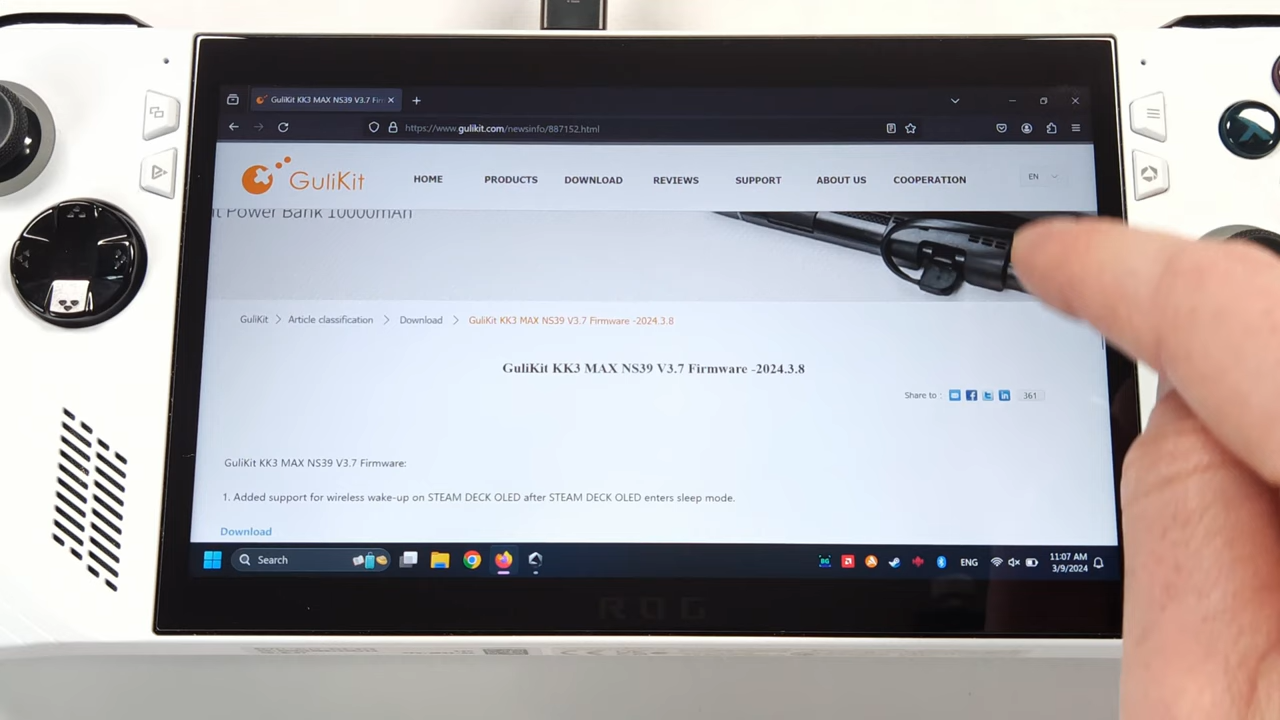 GuliKit KK3 MAX NS39 V3.7 Fir
https://www.gulikit.com/newsinfo/887152.html
GuliKit
HOME
PRODUCTS
DOWNLOAD
REVIEWS
SUPPORT
ABOUT US
COOPERATION
EN
t Power Bank 10000mAh
GuliKit > Article classification > Download > GuliKit KK3 MAX NS39 V3.7 Firmware -2024.3.8
GuliKit KK3 MAX NS39 V3.7 Firmware -2024.3.8
Share to : 361
GuliKit KK3 MAX NS39 V3.7 Firmware:
1. Added support for wireless wake-up on STEAM DECK OLED after STEAM DECK OLED enters sleep mode.
Download
Search
BG
ENG
11:07 AM
3/9/2024
ROG